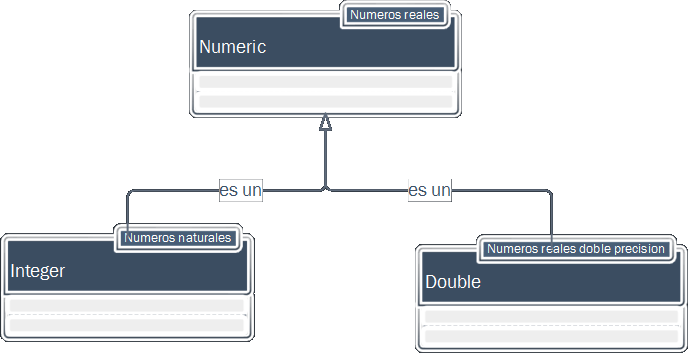 Numeros reales
Numeric
es un
es un
Numeros naturales
Integer
Numeros reales doble precision
Double